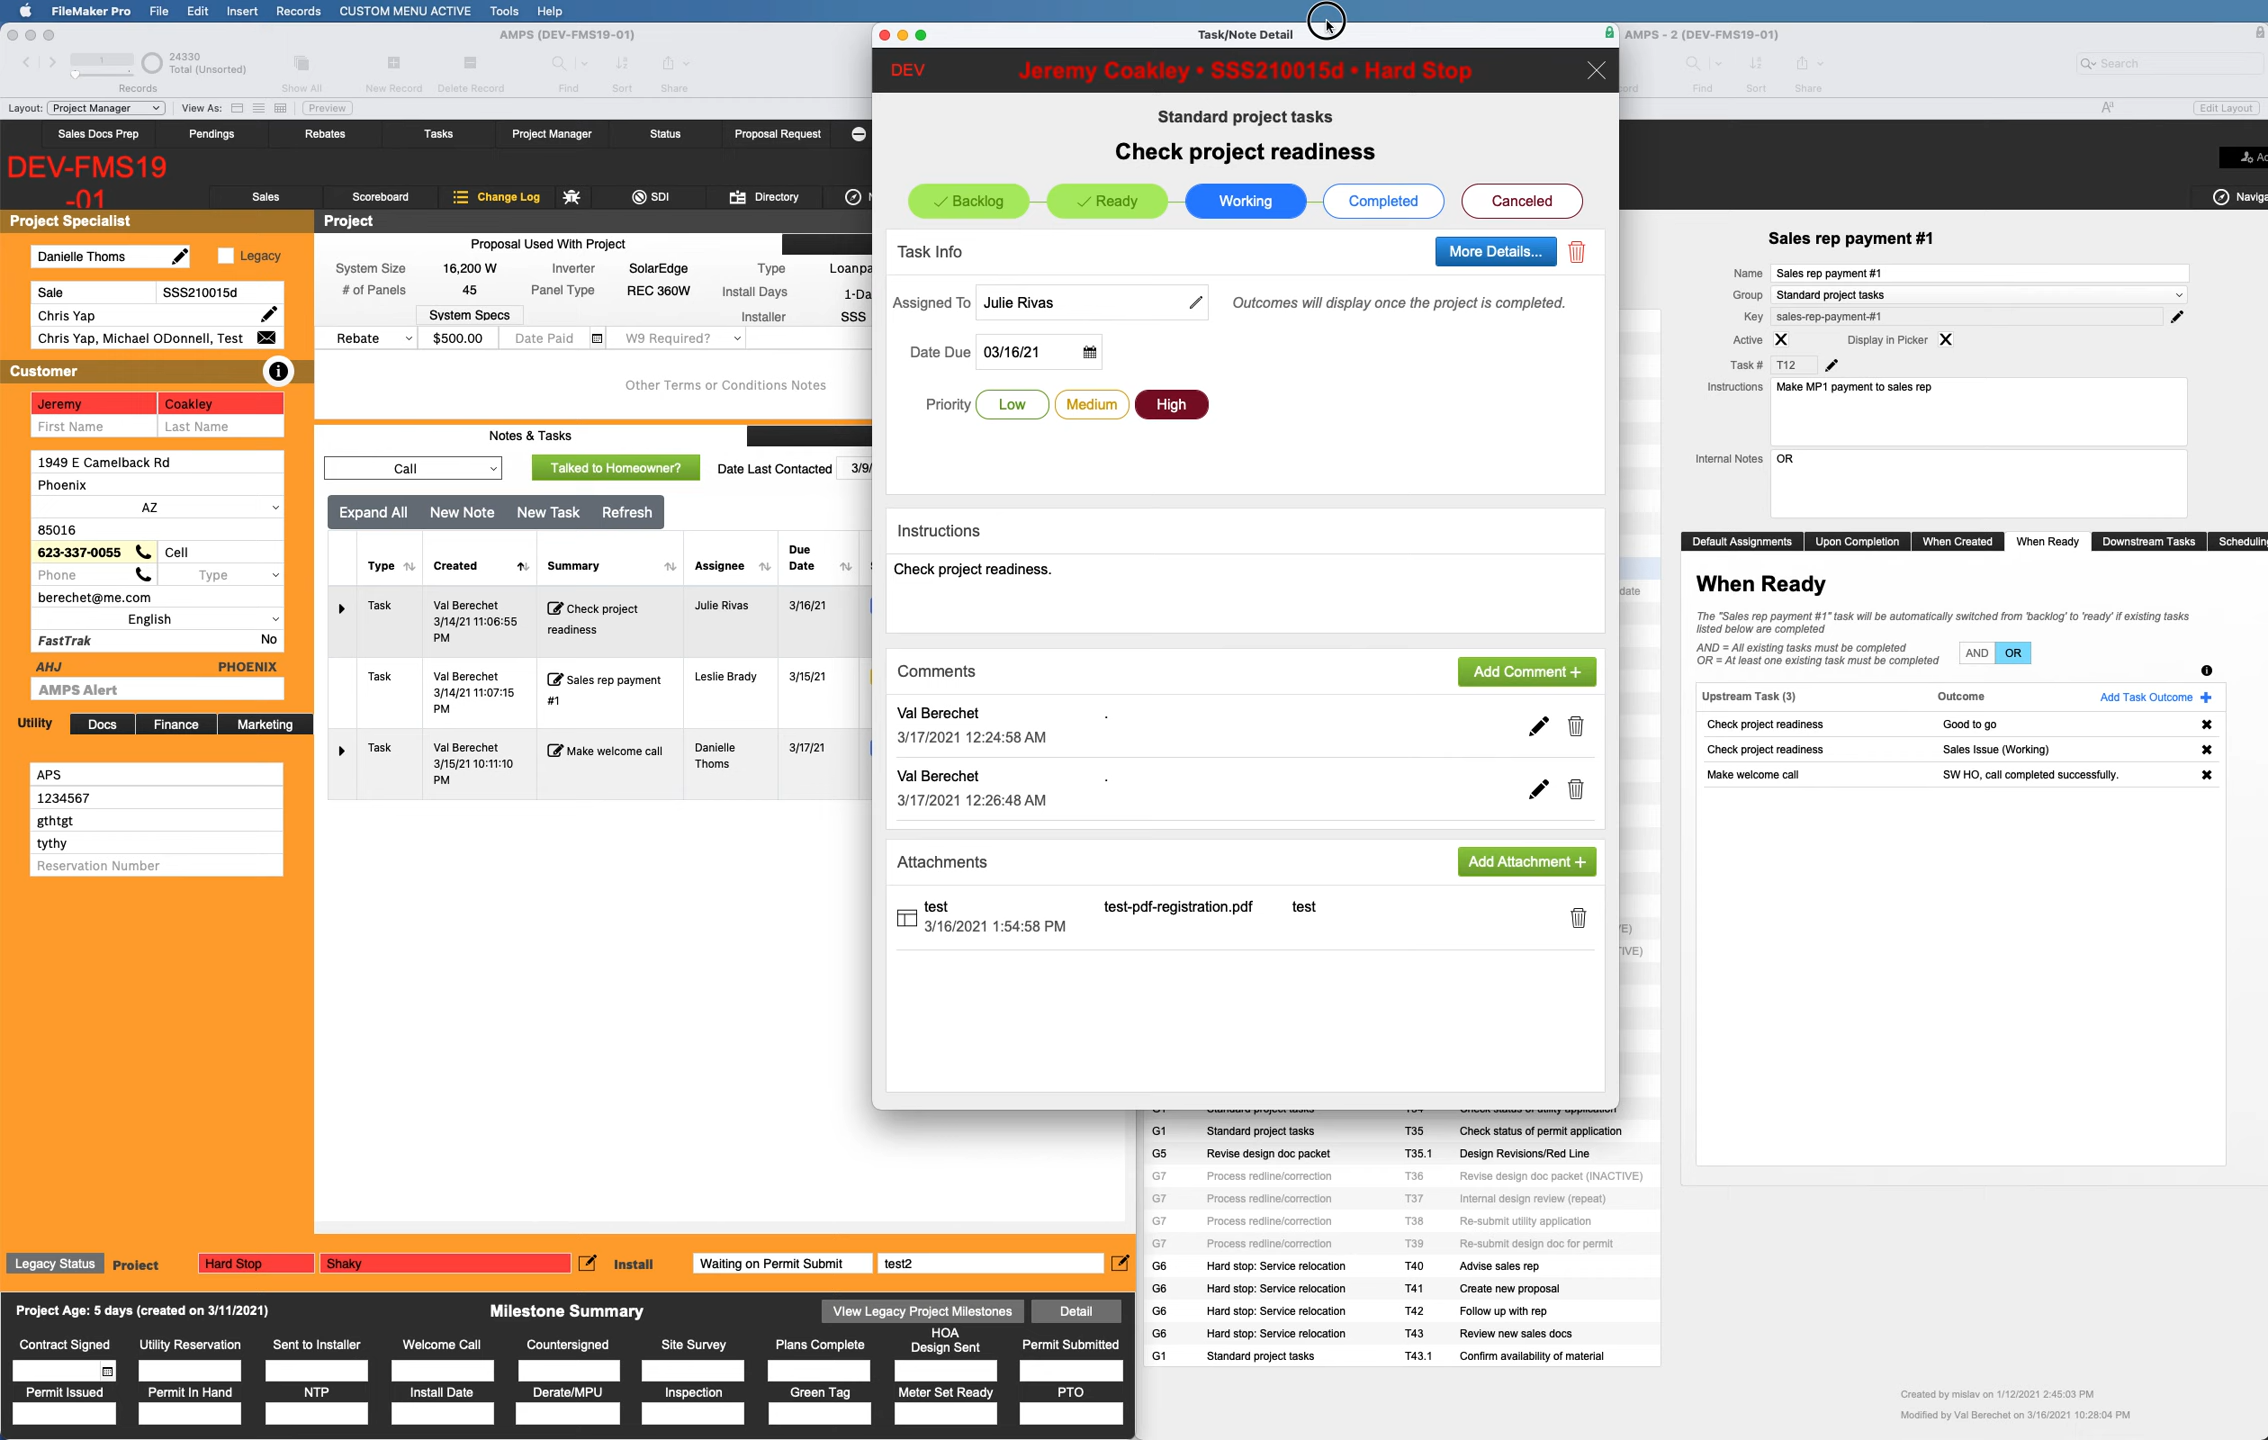 FileMaker Pro File Edit Insert Records CUSTOM MENU ACTIVE Tools Help
AMPS (DEV-FMS19-01)
1
24330
Total (Unsorted)
Records Show All New Record Delete Record Find Sort Share
Layout: Project Manager View As: Preview
Sales Docs Prep Pendings Rebates Tasks Project Manager Status Proposal Request
DEV-FMS19
-01
Sales Scoreboard Change Log SDI Directory
Project Specialist
Danielle Thoms Legacy
Sale SSS210015d
Chris Yap
Chris Yap, Michael ODonnell, Test
Customer
Jeremy Coakley
First Name Last Name
1949 E Camelback Rd
Phoenix
AZ
85016
623-337-0055 Cell
Phone Type
berechet@me.com
English
FastTrak No
AHJ PHOENIX
AMPS Alert
Utility Docs Finance Marketing
APS
1234567
gthtgt
tythy
Reservation Number
Project
Proposal Used With Project
System Size 16,200 W Inverter SolarEdge Type Loanpa
# of Panels 45 Panel Type REC 360W Install Days 1-Da
System Specs Installer SSS
Rebate $500.00 Date Paid W9 Required?
Other Terms or Conditions Notes
Notes & Tasks
Call Talked to Homeowner? Date Last Contacted 3/9/
Expand All New Note New Task Refresh
Type Created Summary Assignee Due
Date
Task Val Berechet
3/14/21 11:06:55
PM
Check project
readiness
Julie Rivas 3/16/21
Task Val Berechet
3/14/21 11:07:15
PM
Sales rep payment
#1
Leslie Brady 3/15/21
Task Val Berechet
3/15/21 10:11:10
PM
Make welcome call
Danielle
Thoms
3/17/21
Legacy Status Project Hard Stop Shaky Install Waiting on Permit Submit test2
Project Age: 5 days (created on 3/11/2021) Milestone Summary VIew Legacy Project Milestones Detail
Contract Signed Utility Reservation Sent to Installer Welcome Call Countersigned Site Survey Plans Complete HOA
Design Sent Permit Submitted
Permit Issued Permit In Hand NTP Install Date Derate/MPU Inspection Green Tag Meter Set Ready PTO
Task/Note Detail
DEV Jeremy Coakley • SSS210015d • Hard Stop
Standard project tasks
Check project readiness
Backlog Ready Working Completed Canceled
Task Info More Details...
Assigned To Julie Rivas Outcomes will display once the project is completed.
Date Due 03/16/21
Priority Low Medium High
Instructions
Check project readiness.
Comments Add Comment +
Val Berechet .
3/17/2021 12:24:58 AM
Val Berechet .
3/17/2021 12:26:48 AM
Attachments Add Attachment +
test test-pdf-registration.pdf test
3/16/2021 1:54:58 PM
G1 Standard project tasks T35 Check status of permit application
G5 Revise design doc packet T35.1 Design Revisions/Red Line
G7 Process redline/correction T36 Revise design doc packet (INACTIVE)
G7 Process redline/correction T37 Internal design review (repeat)
G7 Process redline/correction T38 Re-submit utility application
G7 Process redline/correction T39 Re-submit design doc for permit
G6 Hard stop: Service relocation T40 Advise sales rep
G6 Hard stop: Service relocation T41 Create new proposal
G6 Hard stop: Service relocation T42 Follow up with rep
G6 Hard stop: Service relocation T43 Review new sales docs
G1 Standard project tasks T43.1 Confirm availability of material
AMPS - 2 (DEV-FMS19-01)
Find Sort Share Search
Edit Layout
Naviga
Sales rep payment #1
Name Sales rep payment #1
Group Standard project tasks
Key sales-rep-payment-#1
Active X Display in Picker X
Task # T12
Instructions Make MP1 payment to sales rep
Internal Notes OR
Default Assignments Upon Completion When Created When Ready Downstream Tasks Scheduling
When Ready
The "Sales rep payment #1" task will be automatically switched from 'backlog' to 'ready' if existing tasks
listed below are completed
AND = All existing tasks must be completed
OR = At least one existing task must be completed
AND OR
Upstream Task (3) Outcome Add Task Outcome +
Check project readiness Good to go
Check project readiness Sales Issue (Working)
Make welcome call SW HO, call completed successfully.
Created by mislav on 1/12/2021 2:45:03 PM
Modified by Val Berechet on 3/16/2021 10:28:04 PM